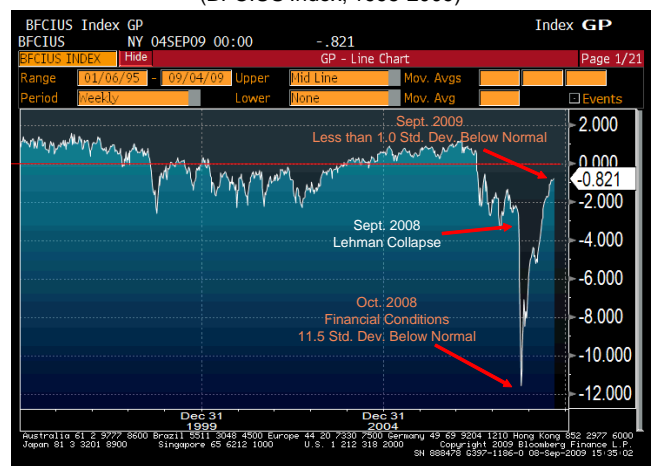 (BFCIUS Index, 1995-2009)
BFCIUS Index GP Index GP
BFCIUS NY 04SEP09 00:00 -.821
BFCIUS INDEX Hide GP - Line Chart Page 1/21
Range 01/06/95 - 09/04/09 Upper Mid Line Mov. Avgs
Period Weekly Lower None Mov. Avg Events
Sept. 2009
Less than 1.0 Std. Dev. Below Normal
2.000
0.000
-0.821
-2.000
Sept. 2008
Lehman Collapse
-4.000
-6.000
Oct. 2008
Financial Conditions
11.5 Std. Dev. Below Normal
-8.000
-10.000
-12.000
Dec 31 Dec 31
1999 2004
Australia 61 2 9777 8600 Brazil 5511 3048 4500 Europe 44 20 7330 7500 Germany 49 69 9204 1210 Hong Kong 852 2977 6000
Japan 81 3 3201 8900 Singapore 65 6212 1000 U.S. 1 212 318 2000 Copyright 2009 Bloomberg Finance L.P.
SN 888478 G397-1186-0 08-Sep-2009 15:35:02